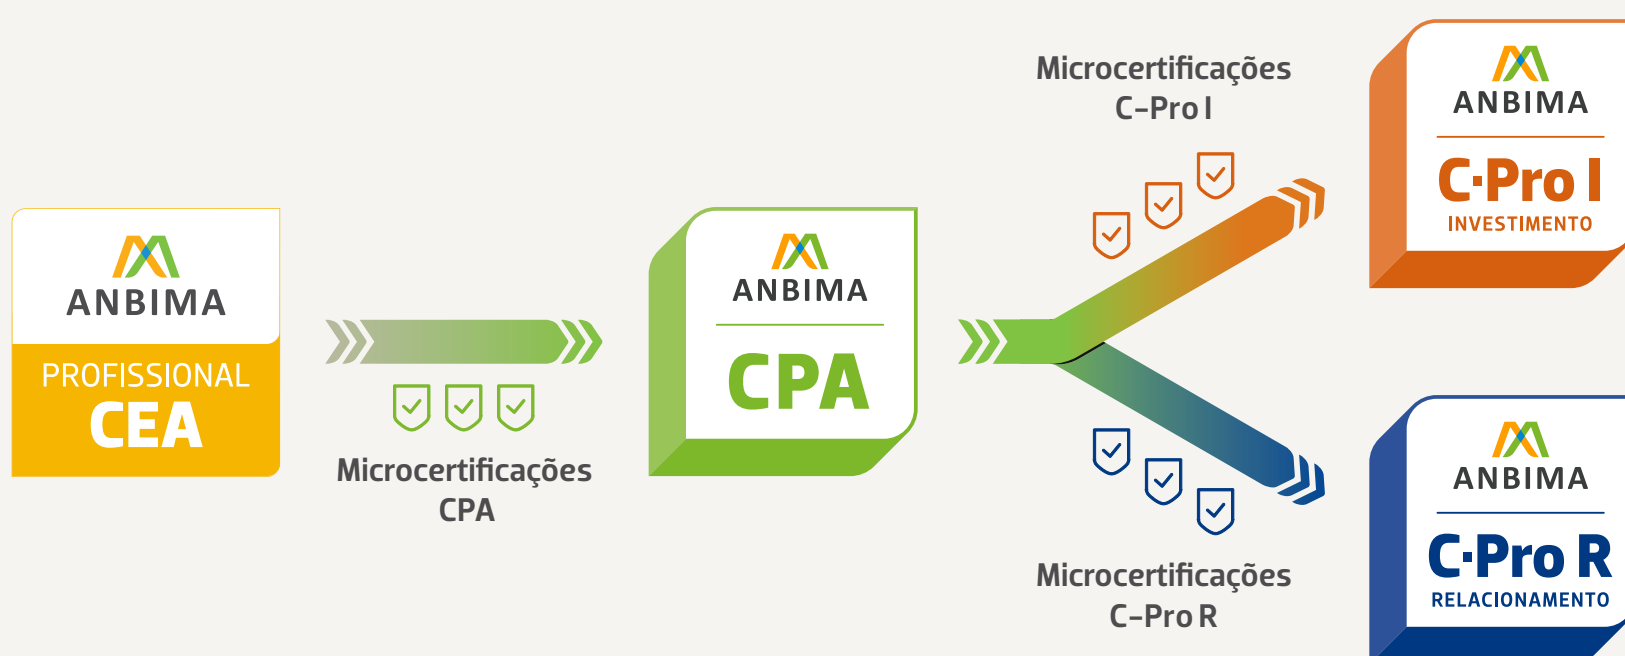 ANBIMA
PROFISSIONAL
CEA
Microcertificações
CPA
ANBIMA
CPA
Microcertificações
C-Pro I
ANBIMA
C·Pro I
INVESTIMENTO
Microcertificações
C-Pro R
ANBIMA
C·Pro R
RELACIONAMENTO